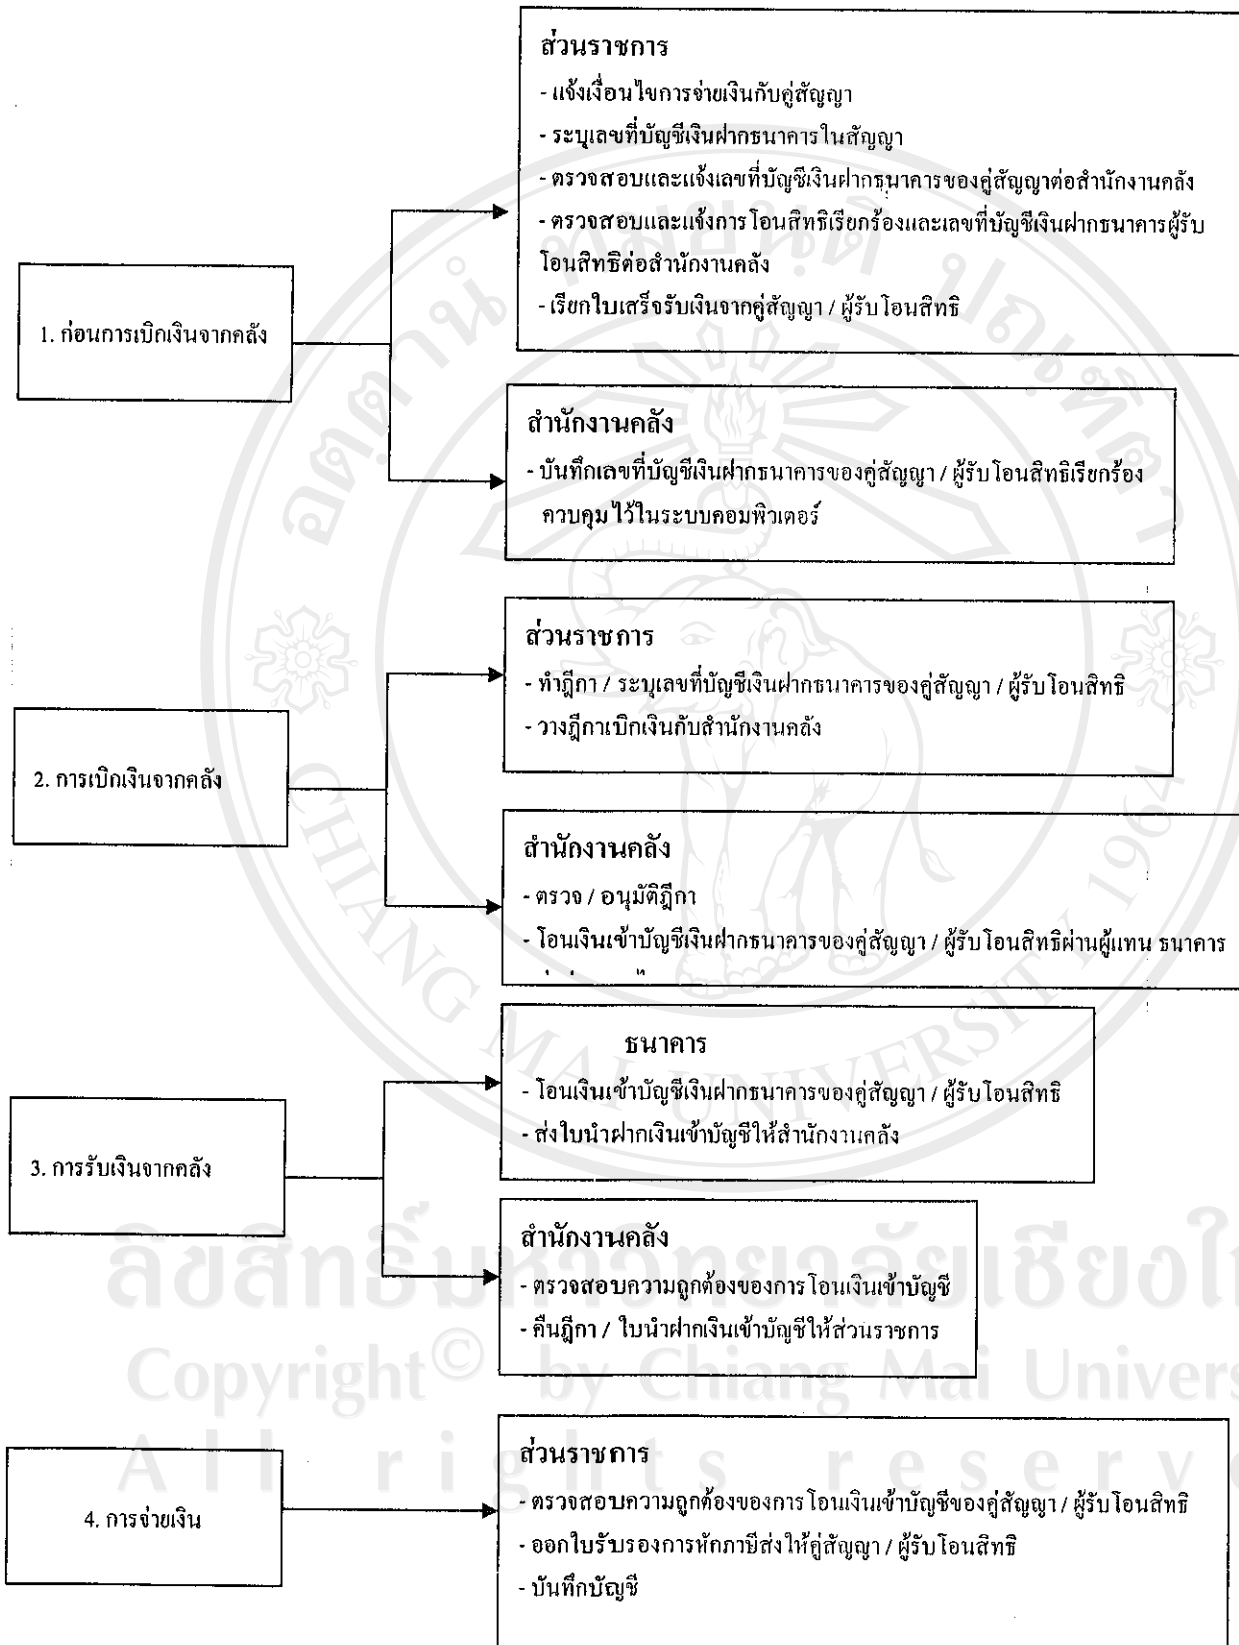 ส่วนราชการ
- แจ้งเงื่อนไขการจ่ายเงินกับคู่สัญญา
- ระบุเลขที่บัญชีเงินฝากธนาคารในสัญญา
- ตรวจสอบและแจ้งเลขที่บัญชีเงินฝากธนาคารของคู่สัญญาต่อสำนักงานคลัง
- ตรวจสอบและแจ้งการโอนสิทธิเรียกร้องและเลขที่บัญชีเงินฝากธนาคารผู้รับ
โอนสิทธิต่อสำนักงานคลัง
- เรียกใบเสร็จรับเงินจากคู่สัญญา / ผู้รับโอนสิทธิ
1. ก่อนการเบิกเงินจากคลัง
สำนักงานคลัง
- บันทึกเลขที่บัญชีเงินฝากธนาคารของคู่สัญญา / ผู้รับโอนสิทธิเรียกร้อง
ควบคุมไว้ในระบบคอมพิวเตอร์
ส่วนราชการ
- ทำฎีกา / ระบุเลขที่บัญชีเงินฝากธนาคารของคู่สัญญา / ผู้รับโอนสิทธิ
- วางฎีกาเบิกเงินกับสำนักงานคลัง
2. การเบิกเงินจากคลัง
สำนักงานคลัง
- ตรวจ / อนุมัติฎีกา
- โอนเงินเข้าบัญชีเงินฝากธนาคารของคู่สัญญา / ผู้รับโอนสิทธิผ่านผู้แทน ธนาคาร
ธนาคาร
- โอนเงินเข้าบัญชีเงินฝากธนาคารของคู่สัญญา / ผู้รับโอนสิทธิ
- ส่งใบนำฝากเงินเข้าบัญชีให้สำนักงานคลัง
3. การรับเงินจากคลัง
สำนักงานคลัง
- ตรวจสอบความถูกต้องของการโอนเงินเข้าบัญชี
- คืนฎีกา / ใบนำฝากเงินเข้าบัญชีให้ส่วนราชการ
ส่วนราชการ
- ตรวจสอบความถูกต้องของการโอนเงินเข้าบัญชีของคู่สัญญา / ผู้รับโอนสิทธิ
4. การจ่ายเงิน
- ออกใบรับรองการหักภาษีส่งให้คู่สัญญา / ผู้รับโอนสิทธิ
- บันทึกบัญชี
CHIANG MAI UNIVERSITY 1964
ลิขสิทธิ์มหาวิทยาลัยเชียงใ
Copyright© by Chiang Mai Univers
All rights reserve